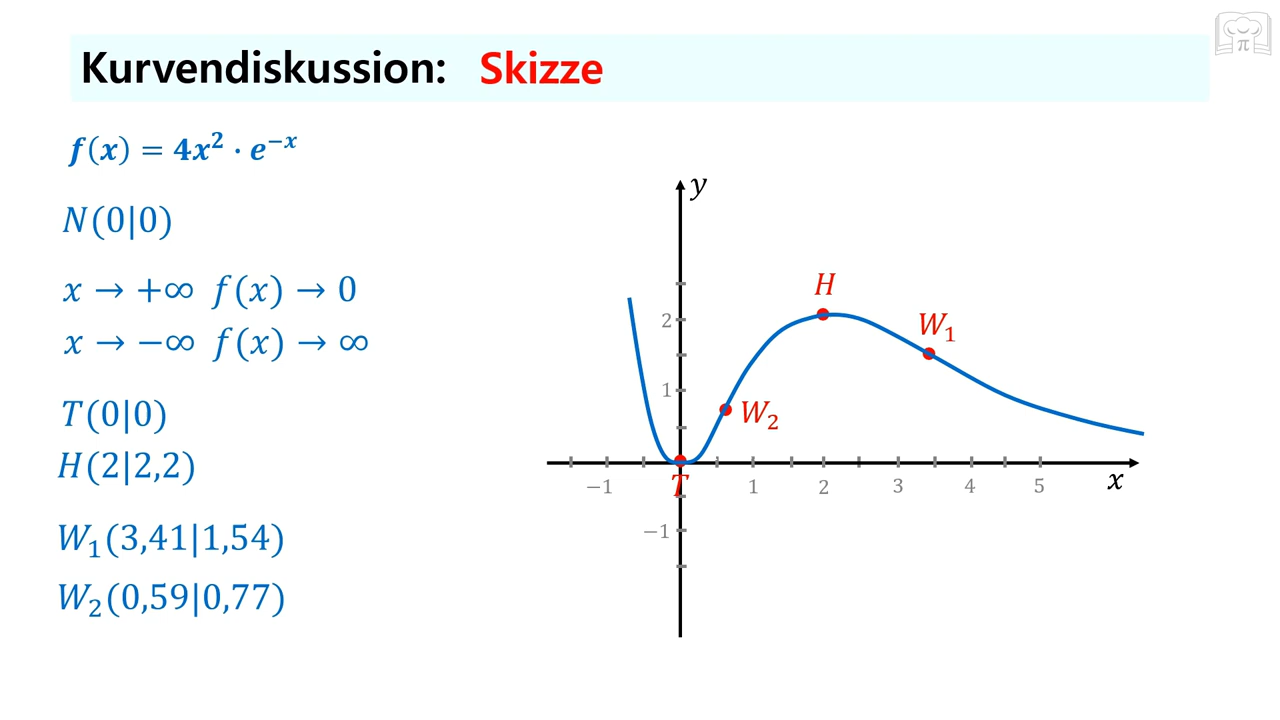 Kurvendiskussion: Skizze
f(x) = 4x² · e⁻ˣ
N(0|0)
x → +∞ f(x) → 0
x → −∞ f(x) → ∞
T(0|0)
H(2|2,2)
W₁(3,41|1,54)
W₂(0,59|0,77)
y
H
2
W₁
1
W₂
T
−1 1 2 3 4 5 x
−1
π